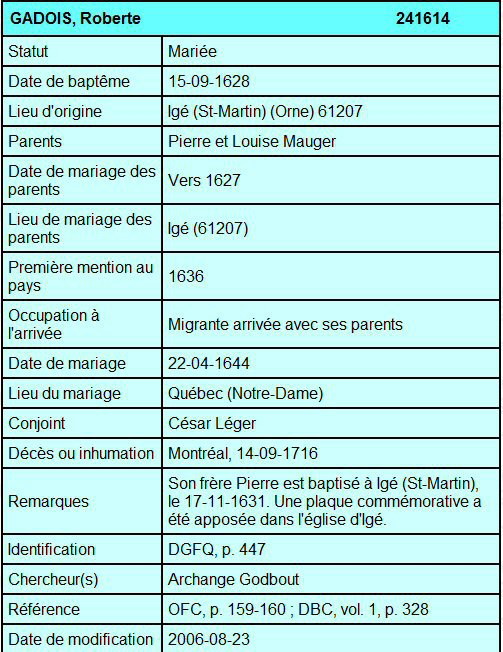 GADOIS, Roberte 241614
Statut Mariée
Date de baptême 15-09-1628
Lieu d'origine Igé (St-Martin) (Orne) 61207
Parents Pierre et Louise Mauger
Date de mariage des
parents
Vers 1627
Lieu de mariage des
parents
Igé (61207)
Première mention au
pays
1636
Occupation à
l'arrivée
Migrante arrivée avec ses parents
Date de mariage 22-04-1644
Lieu du mariage Québec (Notre-Dame)
Conjoint César Léger
Décès ou inhumation Montréal, 14-09-1716
Remarques
Son frère Pierre est baptisé à Igé (St-Martin),
le 17-11-1631. Une plaque commémorative a
été apposée dans l'église d'Igé.
Identification DGFQ, p. 447
Chercheur(s) Archange Godbout
Référence OFC, p. 159-160 ; DBC, vol. 1, p. 328
Date de modification 2006-08-23